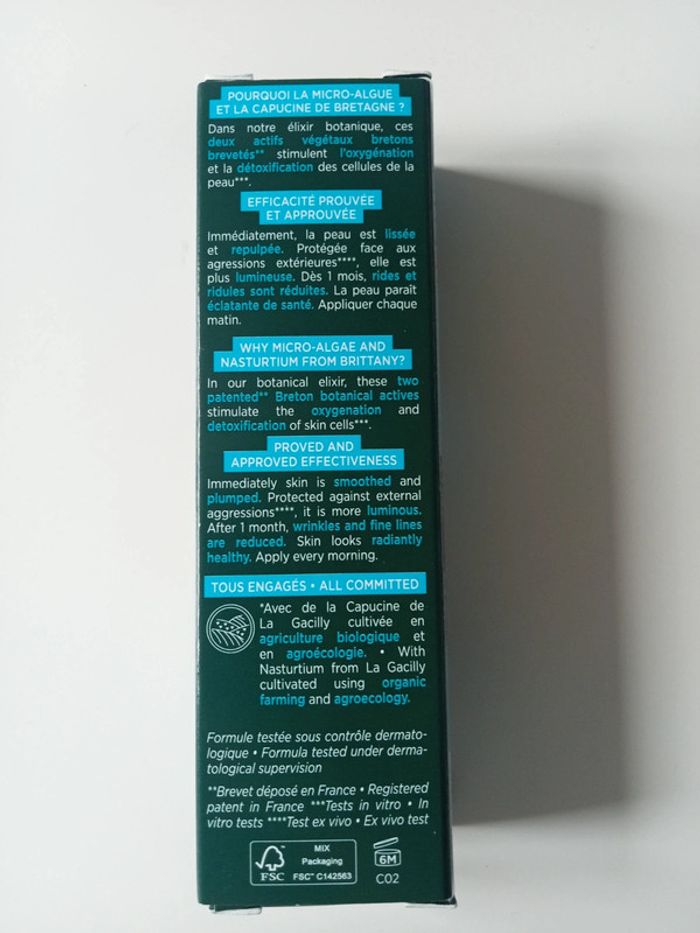 POURQUOI LA MICRO-ALGUE
ET LA CAPUCINE DE BRETAGNE ?
Dans notre élixir botanique, ces
deux actifs végétaux bretons
brevetés** stimulent l'oxygénation
et la détoxification des cellules de la
peau***.
EFFICACITÉ PROUVÉE
ET APPROUVÉE
Immédiatement, la peau est lissée
et repulpée. Protégée face aux
agressions extérieures****, elle est
plus lumineuse. Dès 1 mois, rides et
ridules sont réduites. La peau paraît
éclatante de santé. Appliquer chaque
matin.
WHY MICRO-ALGAE AND
NASTURTIUM FROM BRITTANY?
In our botanical elixir, these two
patented** Breton botanical actives
stimulate the oxygenation and
detoxification of skin cells***.
PROVED AND
APPROVED EFFECTIVENESS
Immediately skin is smoothed and
plumped. Protected against external
aggressions****, it is more luminous.
After 1 month, wrinkles and fine lines
are reduced. Skin looks radiantly
healthy. Apply every morning.
TOUS ENGAGÉS • ALL COMMITTED
*Avec de la Capucine de
La Gacilly cultivée en
agriculture biologique et
en agroécologie. • With
Nasturtium from La Gacilly
cultivated using organic
farming and agroecology.
Formule testée sous contrôle dermato-
logique • Formula tested under derma-
tological supervision
**Brevet déposé en France • Registered
patent in France ***Tests in vitro • In
vitro tests ****Test ex vivo • Ex vivo test
FSC™
MIX
Packaging
FSC™ C142563
6M
C02